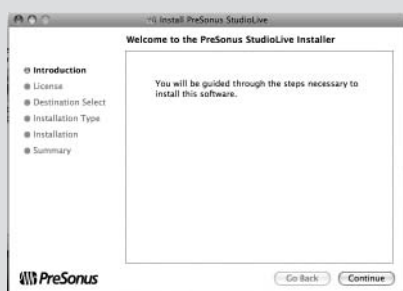 Install PreSonus StudioLive
Welcome to the PreSonus StudioLive Installer
Introduction
License
Destination Select
Installation Type
Installation
Summary
You will be guided through the steps necessary to
install this software.
PreSonus
Go Back
Continue